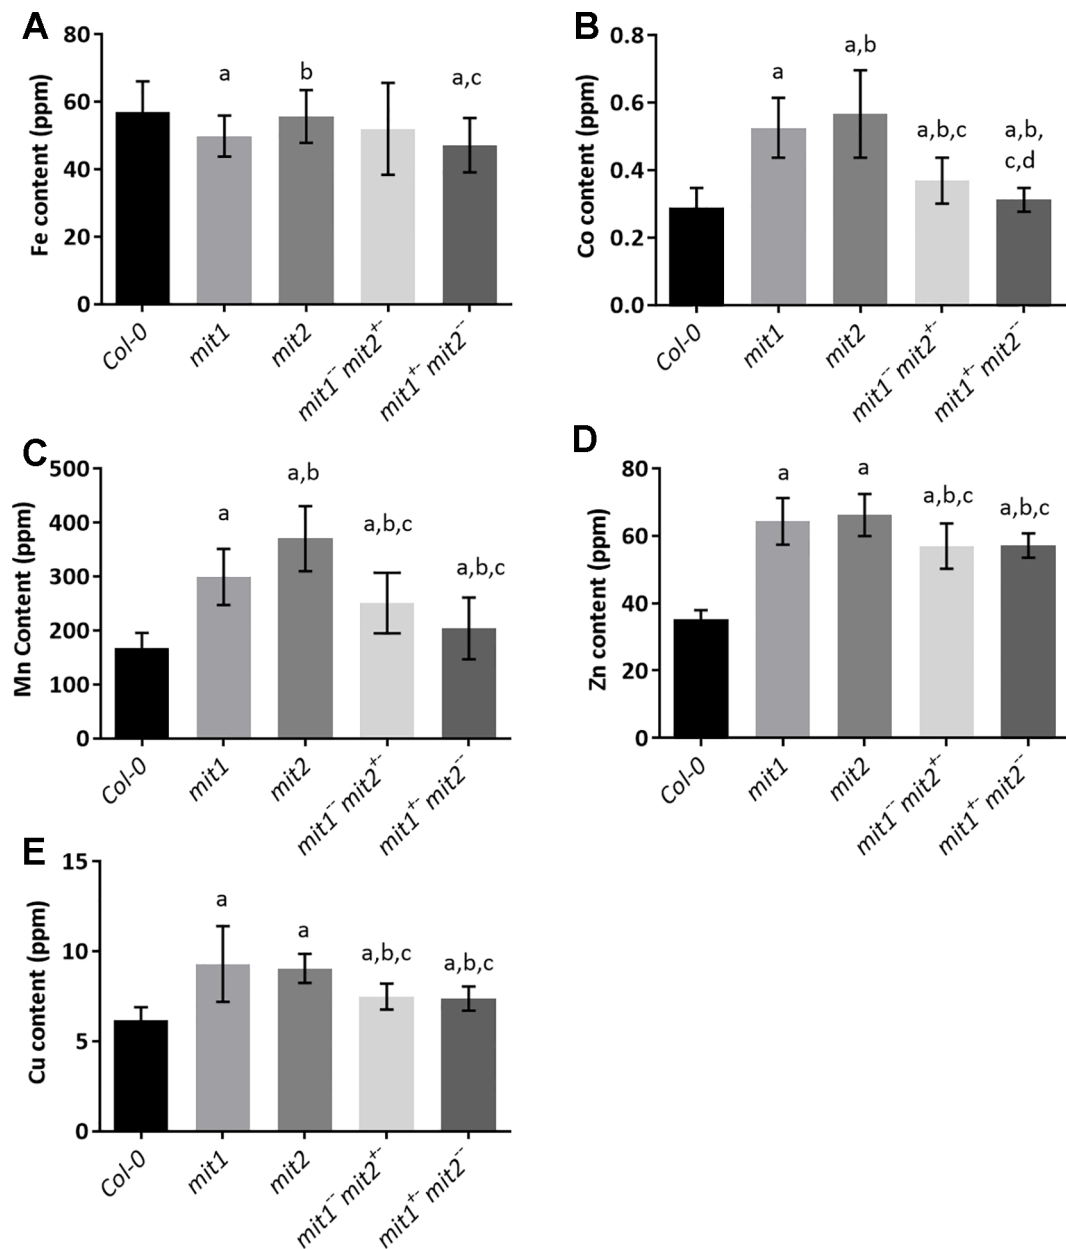 A
Fe content (ppm)
80
60
40
20
0
a
b
a,c
Col-0
mit1
mit2
mit1⁻⁻mit2⁺⁻
mit1⁺⁻mit2⁻⁻
B
Co content (ppm)
0.8
0.6
0.4
0.2
0.0
a
a,b
a,b,c
a,b,
c,d
Col-0
mit1
mit2
mit1⁻⁻mit2⁺⁻
mit1⁺⁻mit2⁻⁻
C
Mn Content (ppm)
500
400
300
200
100
0
a
a,b
a,b,c
a,b,c
Col-0
mit1
mit2
mit1⁻⁻mit2⁺⁻
mit1⁺⁻mit2⁻⁻
D
Zn content (ppm)
80
60
40
20
0
a
a
a,b,c
a,b,c
Col-0
mit1
mit2
mit1⁻⁻mit2⁺⁻
mit1⁺⁻mit2⁻⁻
E
Cu content (ppm)
15
10
5
0
a
a
a,b,c
a,b,c
Col-0
mit1
mit2
mit1⁻⁻mit2⁺⁻
mit1⁺⁻mit2⁻⁻